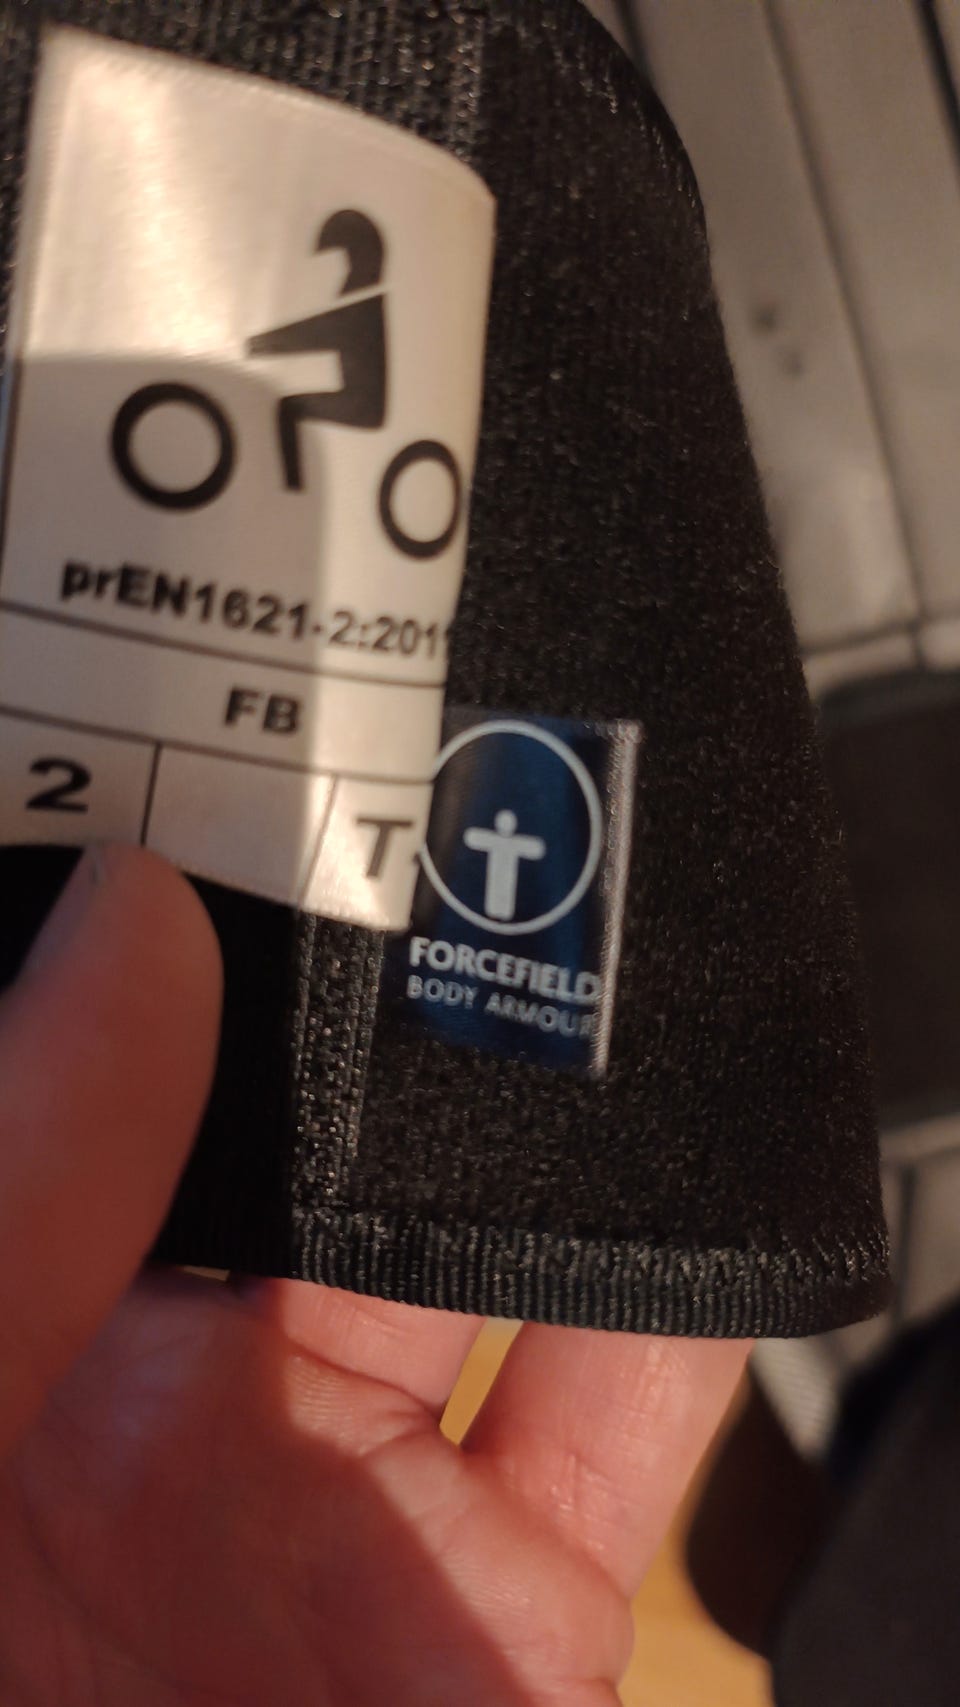 prEN1621-2:201
FB
2
T
FORCEFIELD
BODY ARMOUR